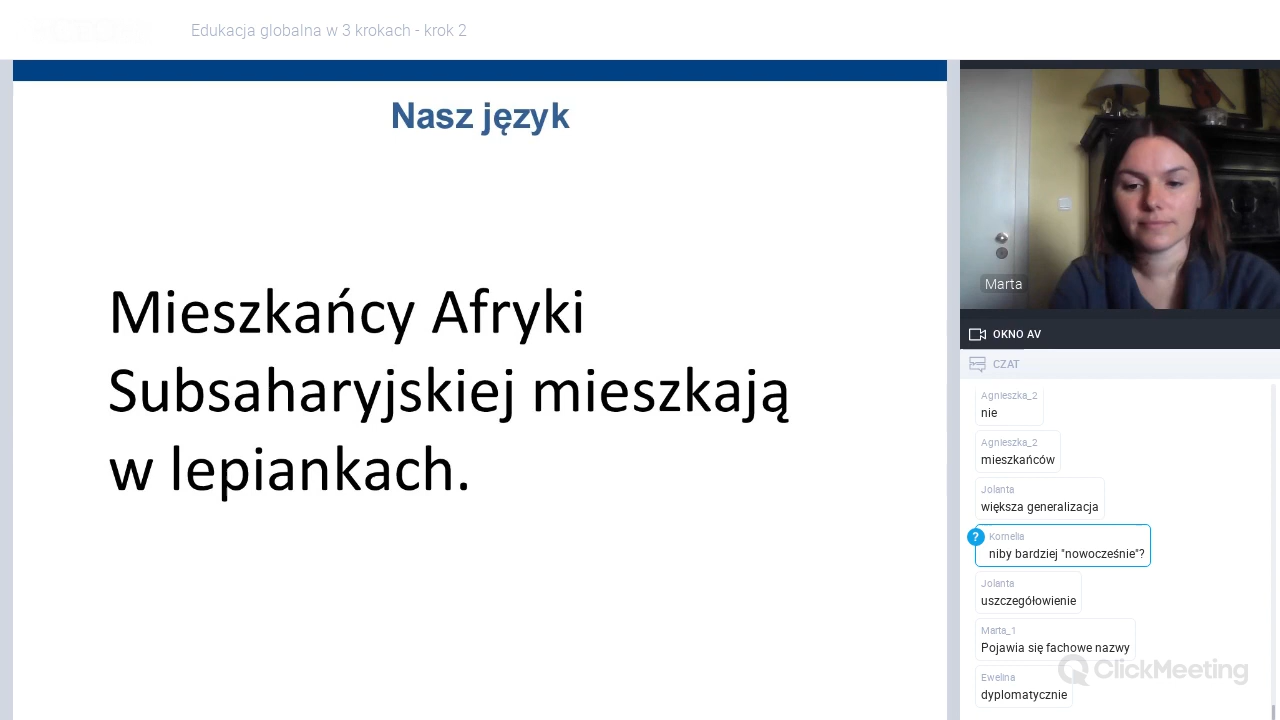 Edukacja globalna w 3 krokach - krok 2
Nasz język
Mieszkańcy Afryki
Subsaharyjskiej mieszkają
w lepiankach.
Marta
OKNO AV
CZAT
Agnieszka_2
nie
Agnieszka_2
mieszkańców
Jolanta
większa generalizacja
?
Kornelia
niby bardziej "nowocześnie"?
Jolanta
uszczegółowienie
Marta_1
Pojawia się fachowe nazwy
Ewelina
dyplomatycznie
ClickMeeting